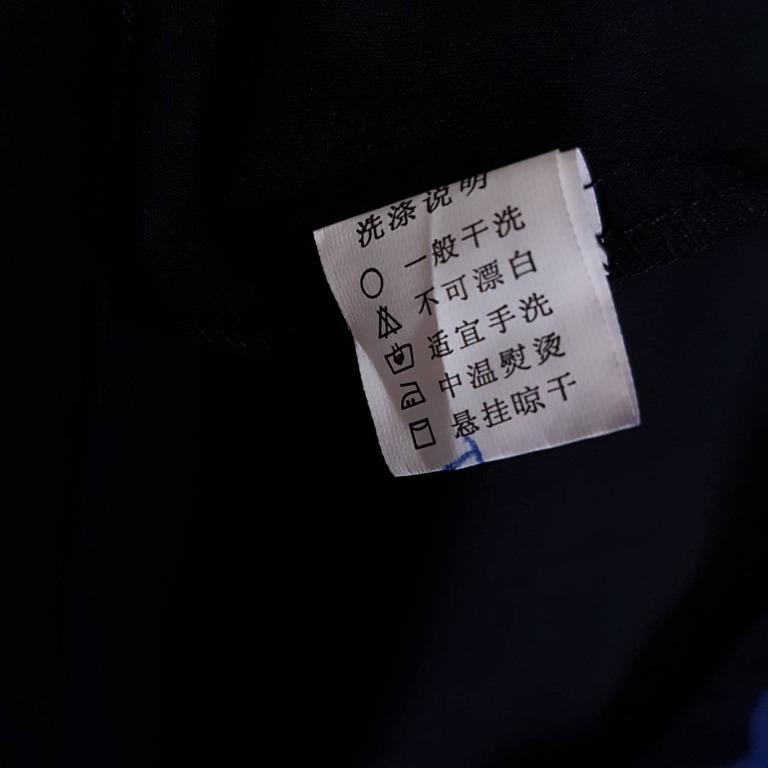 洗涤说明
一般干洗
不可漂白
适宜手洗
中温熨烫
悬挂晾干